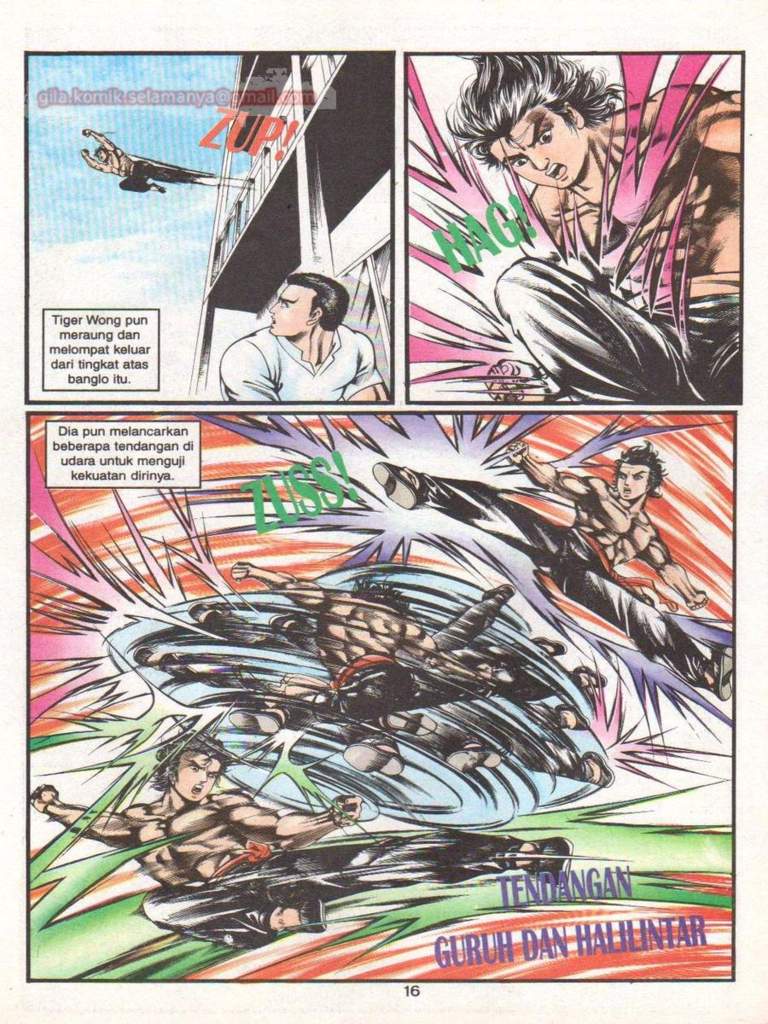 gila.komik.selamanya@gmail.com
ZUP!
Tiger Wong pun
meraung dan
melompat keluar
dari tingkat atas
banglo itu.
HAG!
Dia pun melancarkan
beberapa tendangan di
udara untuk menguji
kekuatan dirinya.
ZUSS!
TENDANGAN
GURUH DAN HALILINTAR
16